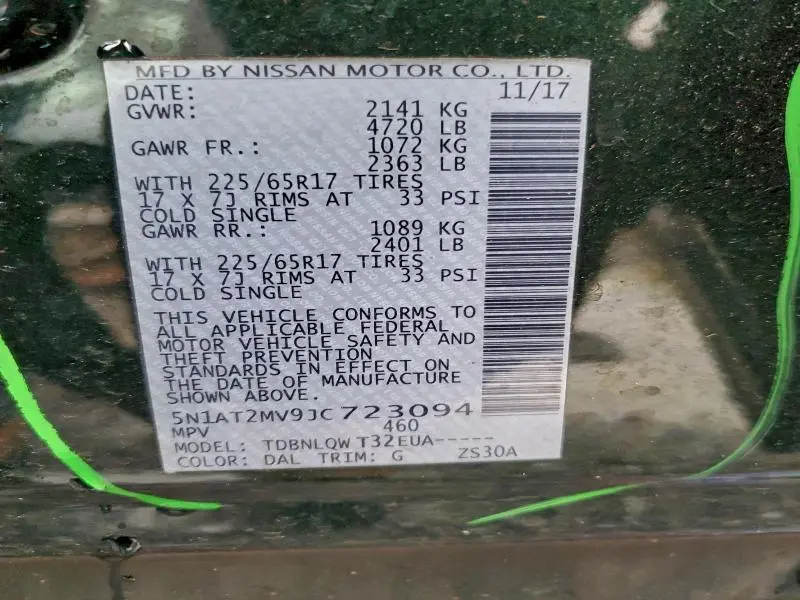 MFD BY NISSAN MOTOR CO., LTD.
DATE: 11/17
GVWR: 2141 KG
4720 LB
GAWR FR.: 1072 KG
2363 LB
WITH 225/65R17 TIRES
17 X 7J RIMS AT 33 PSI
COLD SINGLE
GAWR RR.: 1089 KG
2401 LB
WITH 225/65R17 TIRES
17 X 7J RIMS AT 33 PSI
COLD SINGLE
THIS VEHICLE CONFORMS TO
ALL APPLICABLE FEDERAL
MOTOR VEHICLE SAFETY AND
THEFT PREVENTION
STANDARDS IN EFFECT ON
THE DATE OF MANUFACTURE
SHOWN ABOVE.
5N1AT2MV9JC723094
MPV 460
MODEL: TDBNLQW T32EUA-----
COLOR: DAL TRIM: G ZS30A